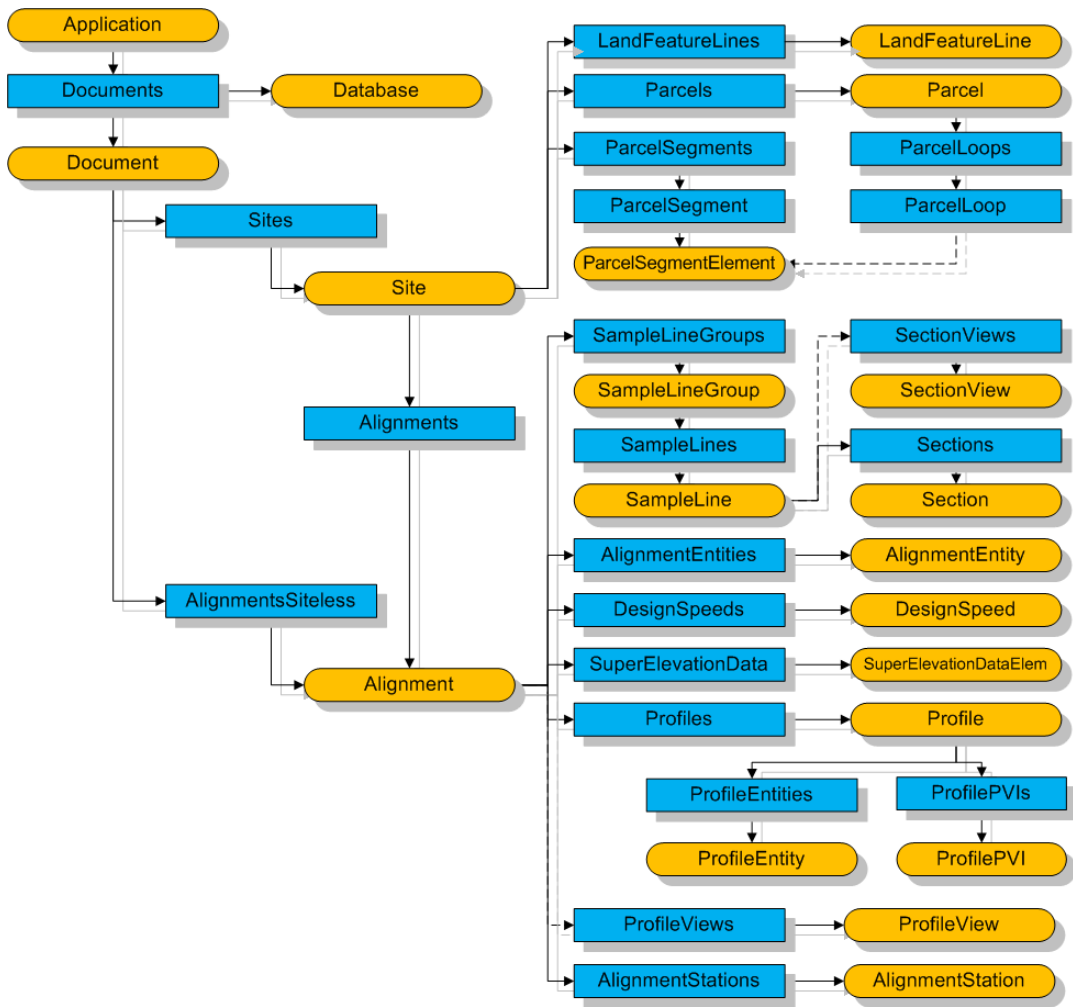 Application
Documents
Database
Document
Sites
Site
Alignments
AlignmentsSiteless
Alignment
LandFeatureLines
LandFeatureLine
Parcels
Parcel
ParcelSegments
ParcelLoops
ParcelSegment
ParcelLoop
ParcelSegmentElement
SampleLineGroups
SectionViews
SampleLineGroup
SectionView
SampleLines
Sections
SampleLine
Section
AlignmentEntities
AlignmentEntity
DesignSpeeds
DesignSpeed
SuperElevationData
SuperElevationDataElem
Profiles
Profile
ProfileEntities
ProfilePVIs
ProfileEntity
ProfilePVI
ProfileViews
ProfileView
AlignmentStations
AlignmentStation